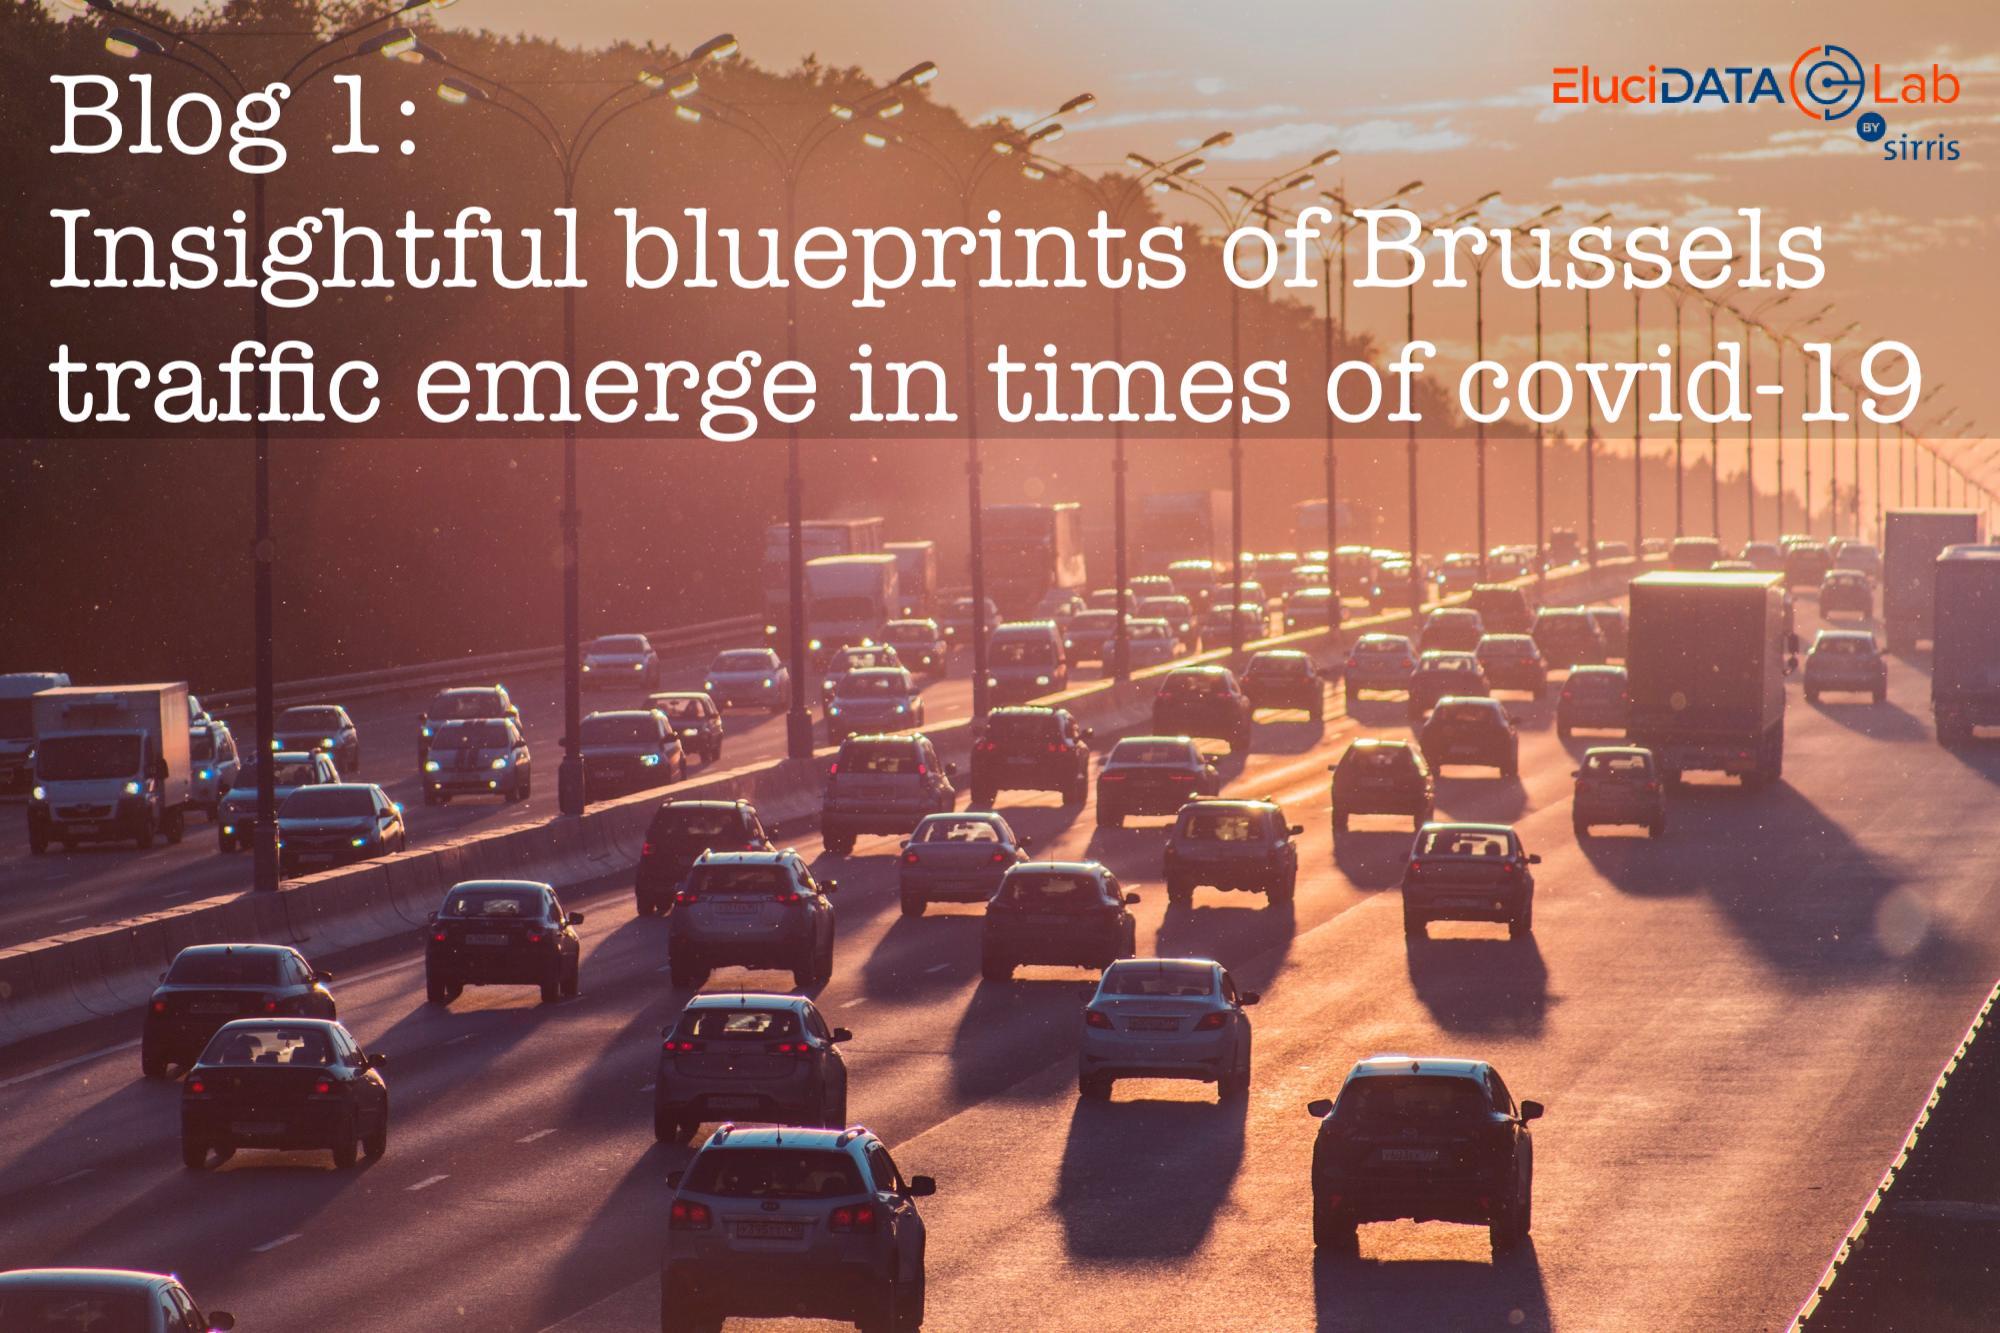 Blog 1:
EluciDATA Lab
BY
sirris
Insightful blueprints of Brussels
traffic emerge in times of covid-19